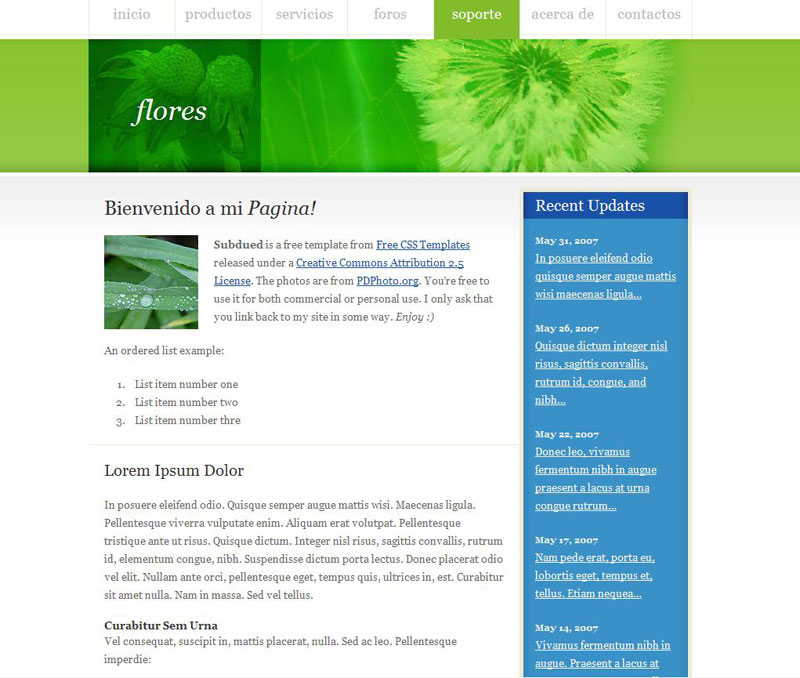 inicio productos servicios foros soporte acerca de contactos
flores
Bienvenido a mi Pagina!
Subdued is a free template from Free CSS Templates
released under a Creative Commons Attribution 2.5
License. The photos are from PDPhoto.org. You're free to
use it for both commercial or personal use. I only ask that
you link back to my site in some way. Enjoy :)
An ordered list example:
1. List item number one
2. List item number two
3. List item number thre
Lorem Ipsum Dolor
In posuere eleifend odio. Quisque semper augue mattis wisi. Maecenas ligula.
Pellentesque viverra vulputate enim. Aliquam erat volutpat. Pellentesque
tristique ante ut risus. Quisque dictum. Integer nisl risus, sagittis convallis, rutrum
id, elementum congue, nibh. Suspendisse dictum porta lectus. Donec placerat odio
vel elit. Nullam ante orci, pellentesque eget, tempus quis, ultrices in, est. Curabitur
sit amet nulla. Nam in massa. Sed vel tellus.
Curabitur Sem Urna
Vel consequat, suscipit in, mattis placerat, nulla. Sed ac leo. Pellentesque
imperdie:
Recent Updates
May 31, 2007
In posuere eleifend odio
quisque semper augue mattis
wisi maecenas ligula...
May 26, 2007
Quisque dictum integer nisl
risus, sagittis convallis,
rutrum id, congue, and
nibh...
May 22, 2007
Donec leo, vivamus
fermentum nibh in augue
praesent a lacus at urna
congue rutrum...
May 17, 2007
Nam pede erat, porta eu,
lobortis eget, tempus et,
tellus. Etiam nequea...
May 14, 2007
Vivamus fermentum nibh in
augue. Praesent a lacus at